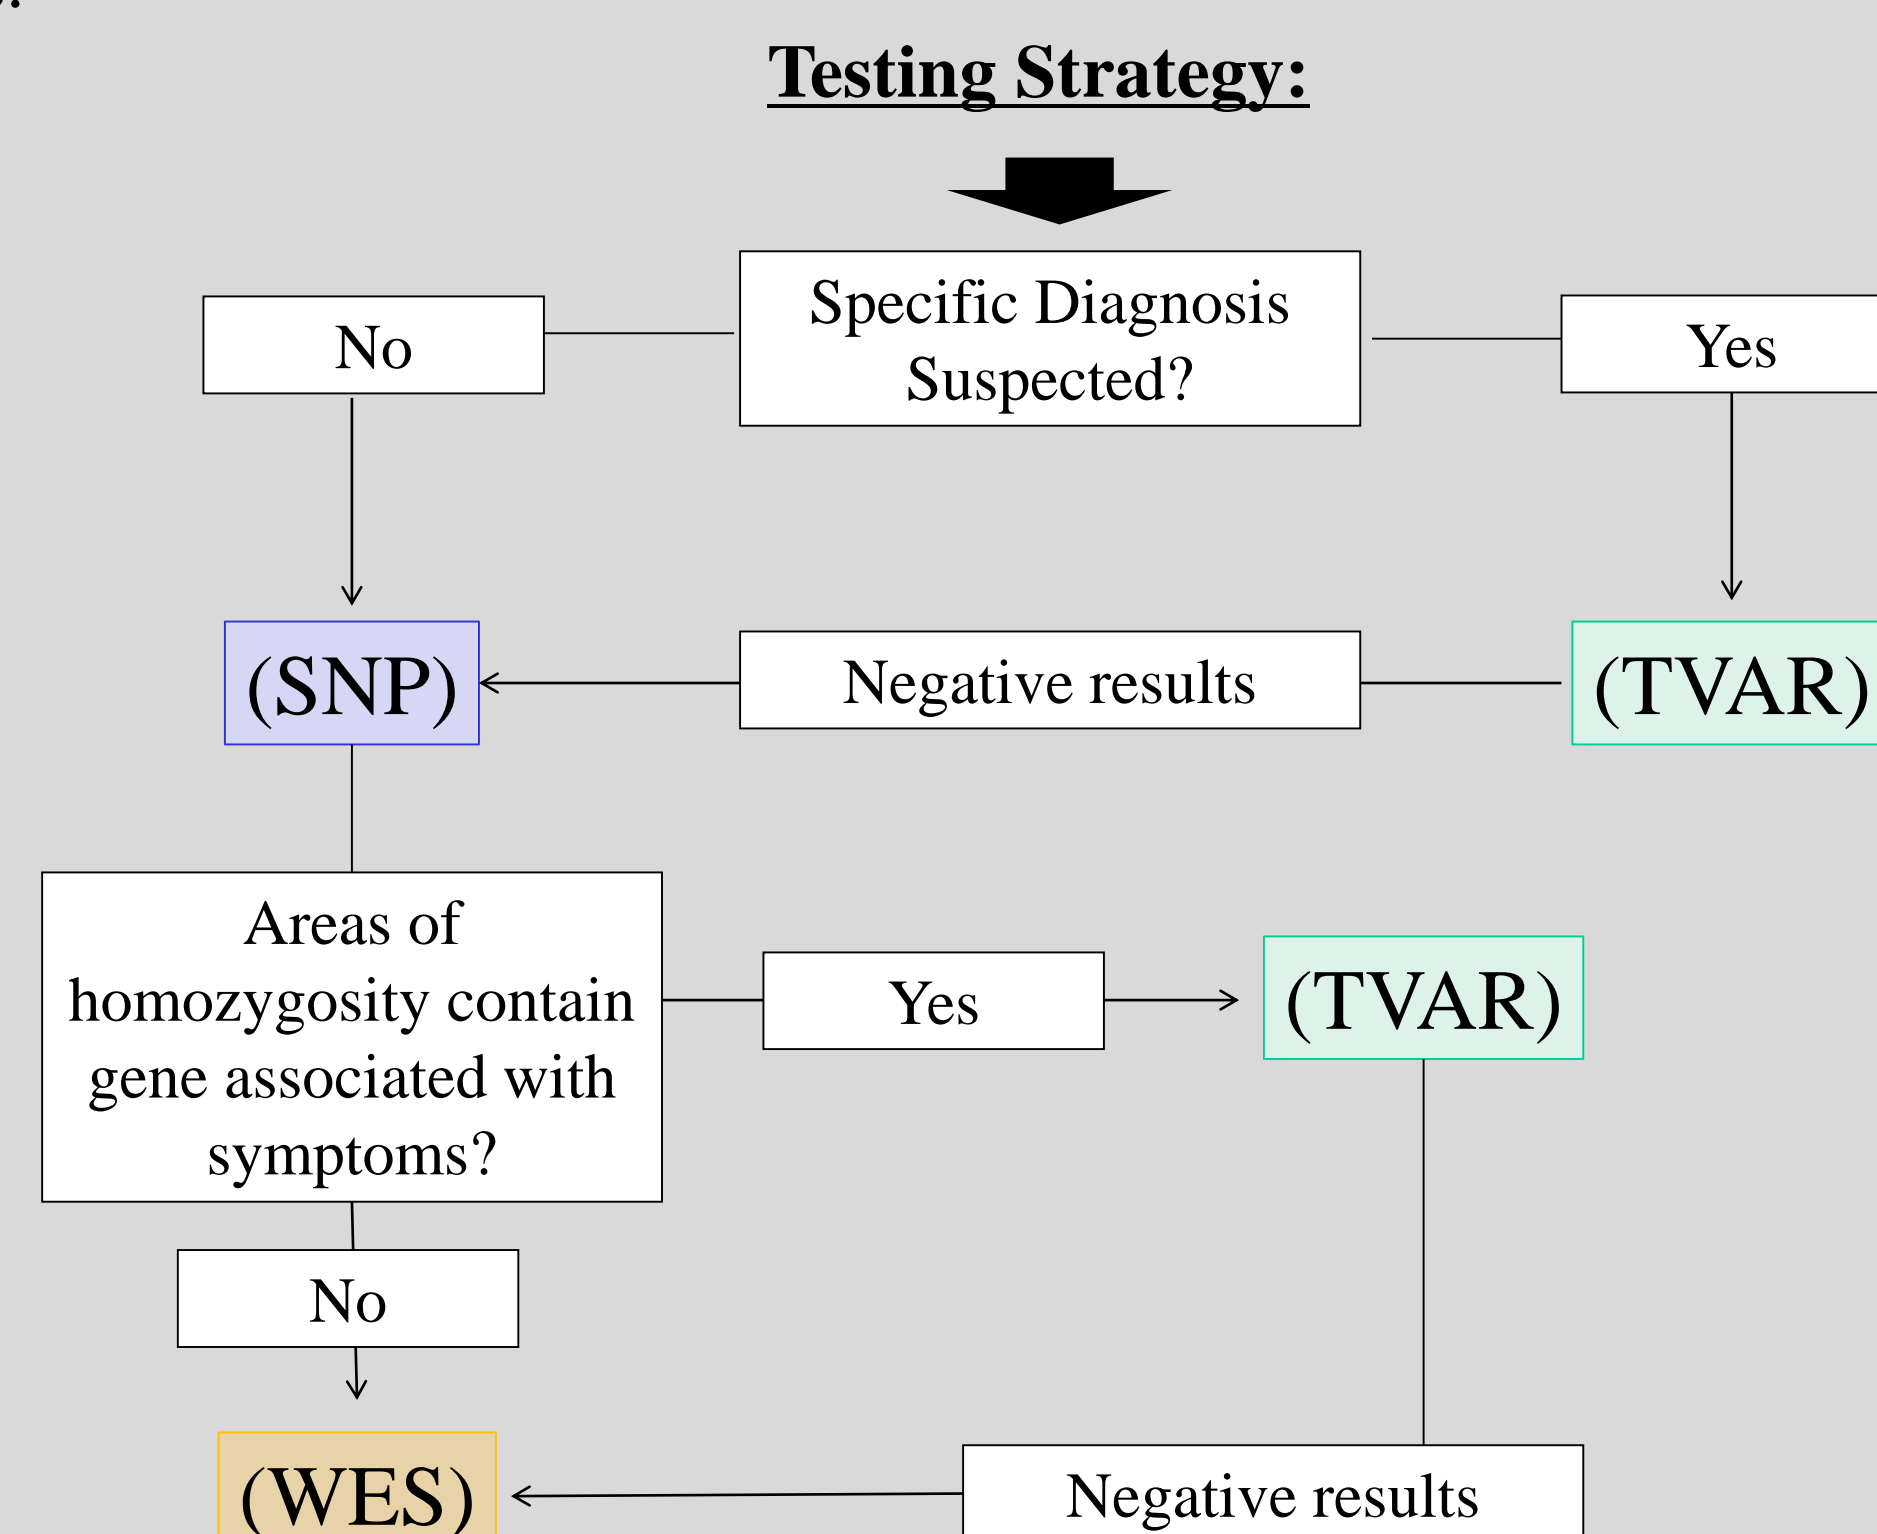 Testing Strategy:
Specific Diagnosis
Suspected?
No
Yes
(SNP)
Negative results
(TVAR)
Areas of
homozygosity contain
gene associated with
symptoms?
Yes
(TVAR)
No
(WES)
Negative results